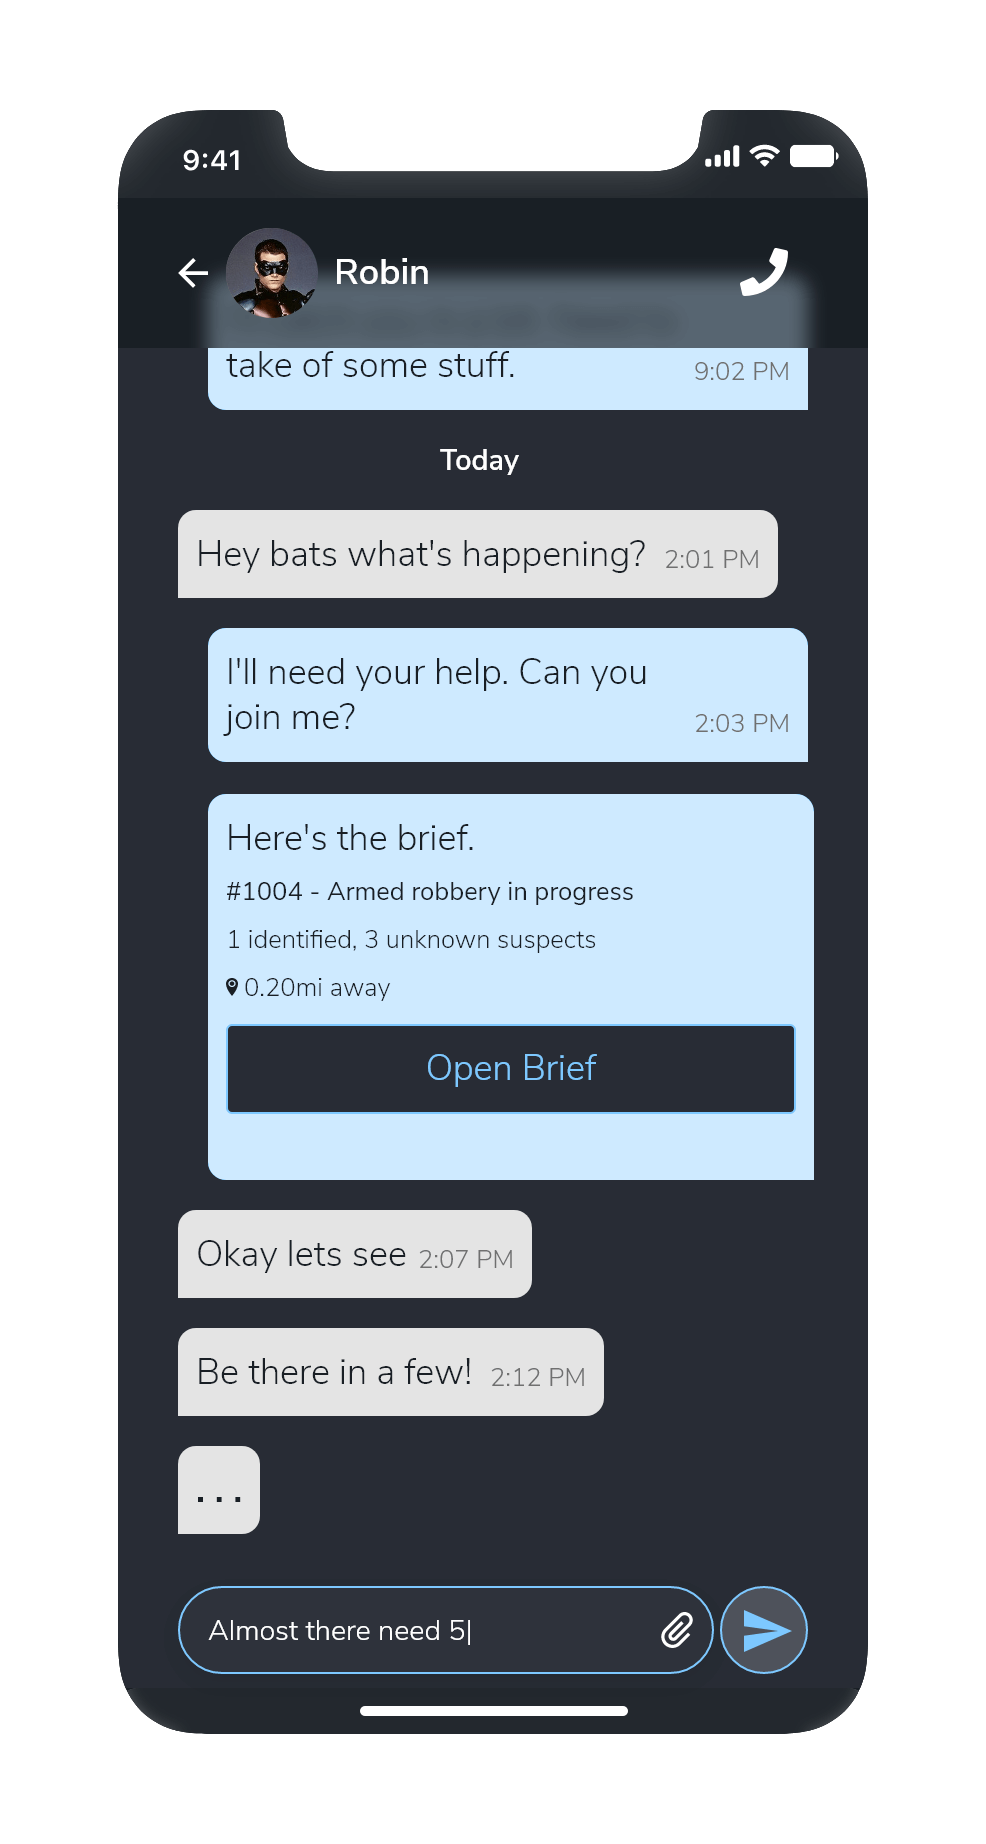 9:41
Robin
take of some stuff. 9:02 PM
Today
Hey bats what's happening? 2:01 PM
I'll need your help. Can you
join me? 2:03 PM
Here's the brief.
#1004 - Armed robbery in progress
1 identified, 3 unknown suspects
0.20mi away
Open Brief
Okay lets see 2:07 PM
Be there in a few! 2:12 PM
...
Almost there need 5